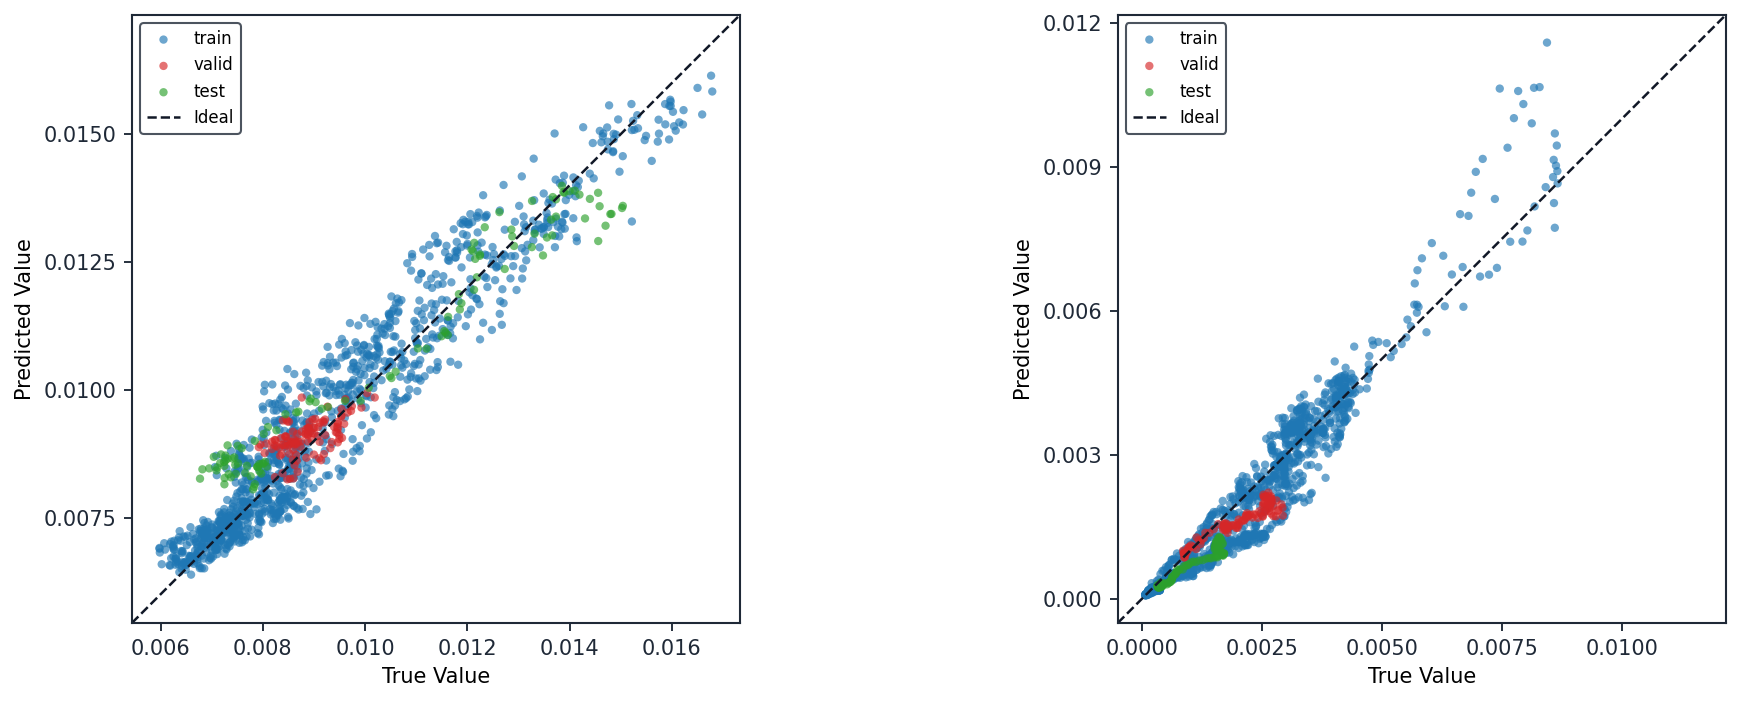 train
valid
test
Ideal
0.0150
0.0125
0.0100
0.0075
Predicted Value
0.006 0.008 0.010 0.012 0.014 0.016
True Value
train
valid
test
Ideal
0.012
0.009
0.006
0.003
0.000
Predicted Value
0.0000 0.0025 0.0050 0.0075 0.0100
True Value